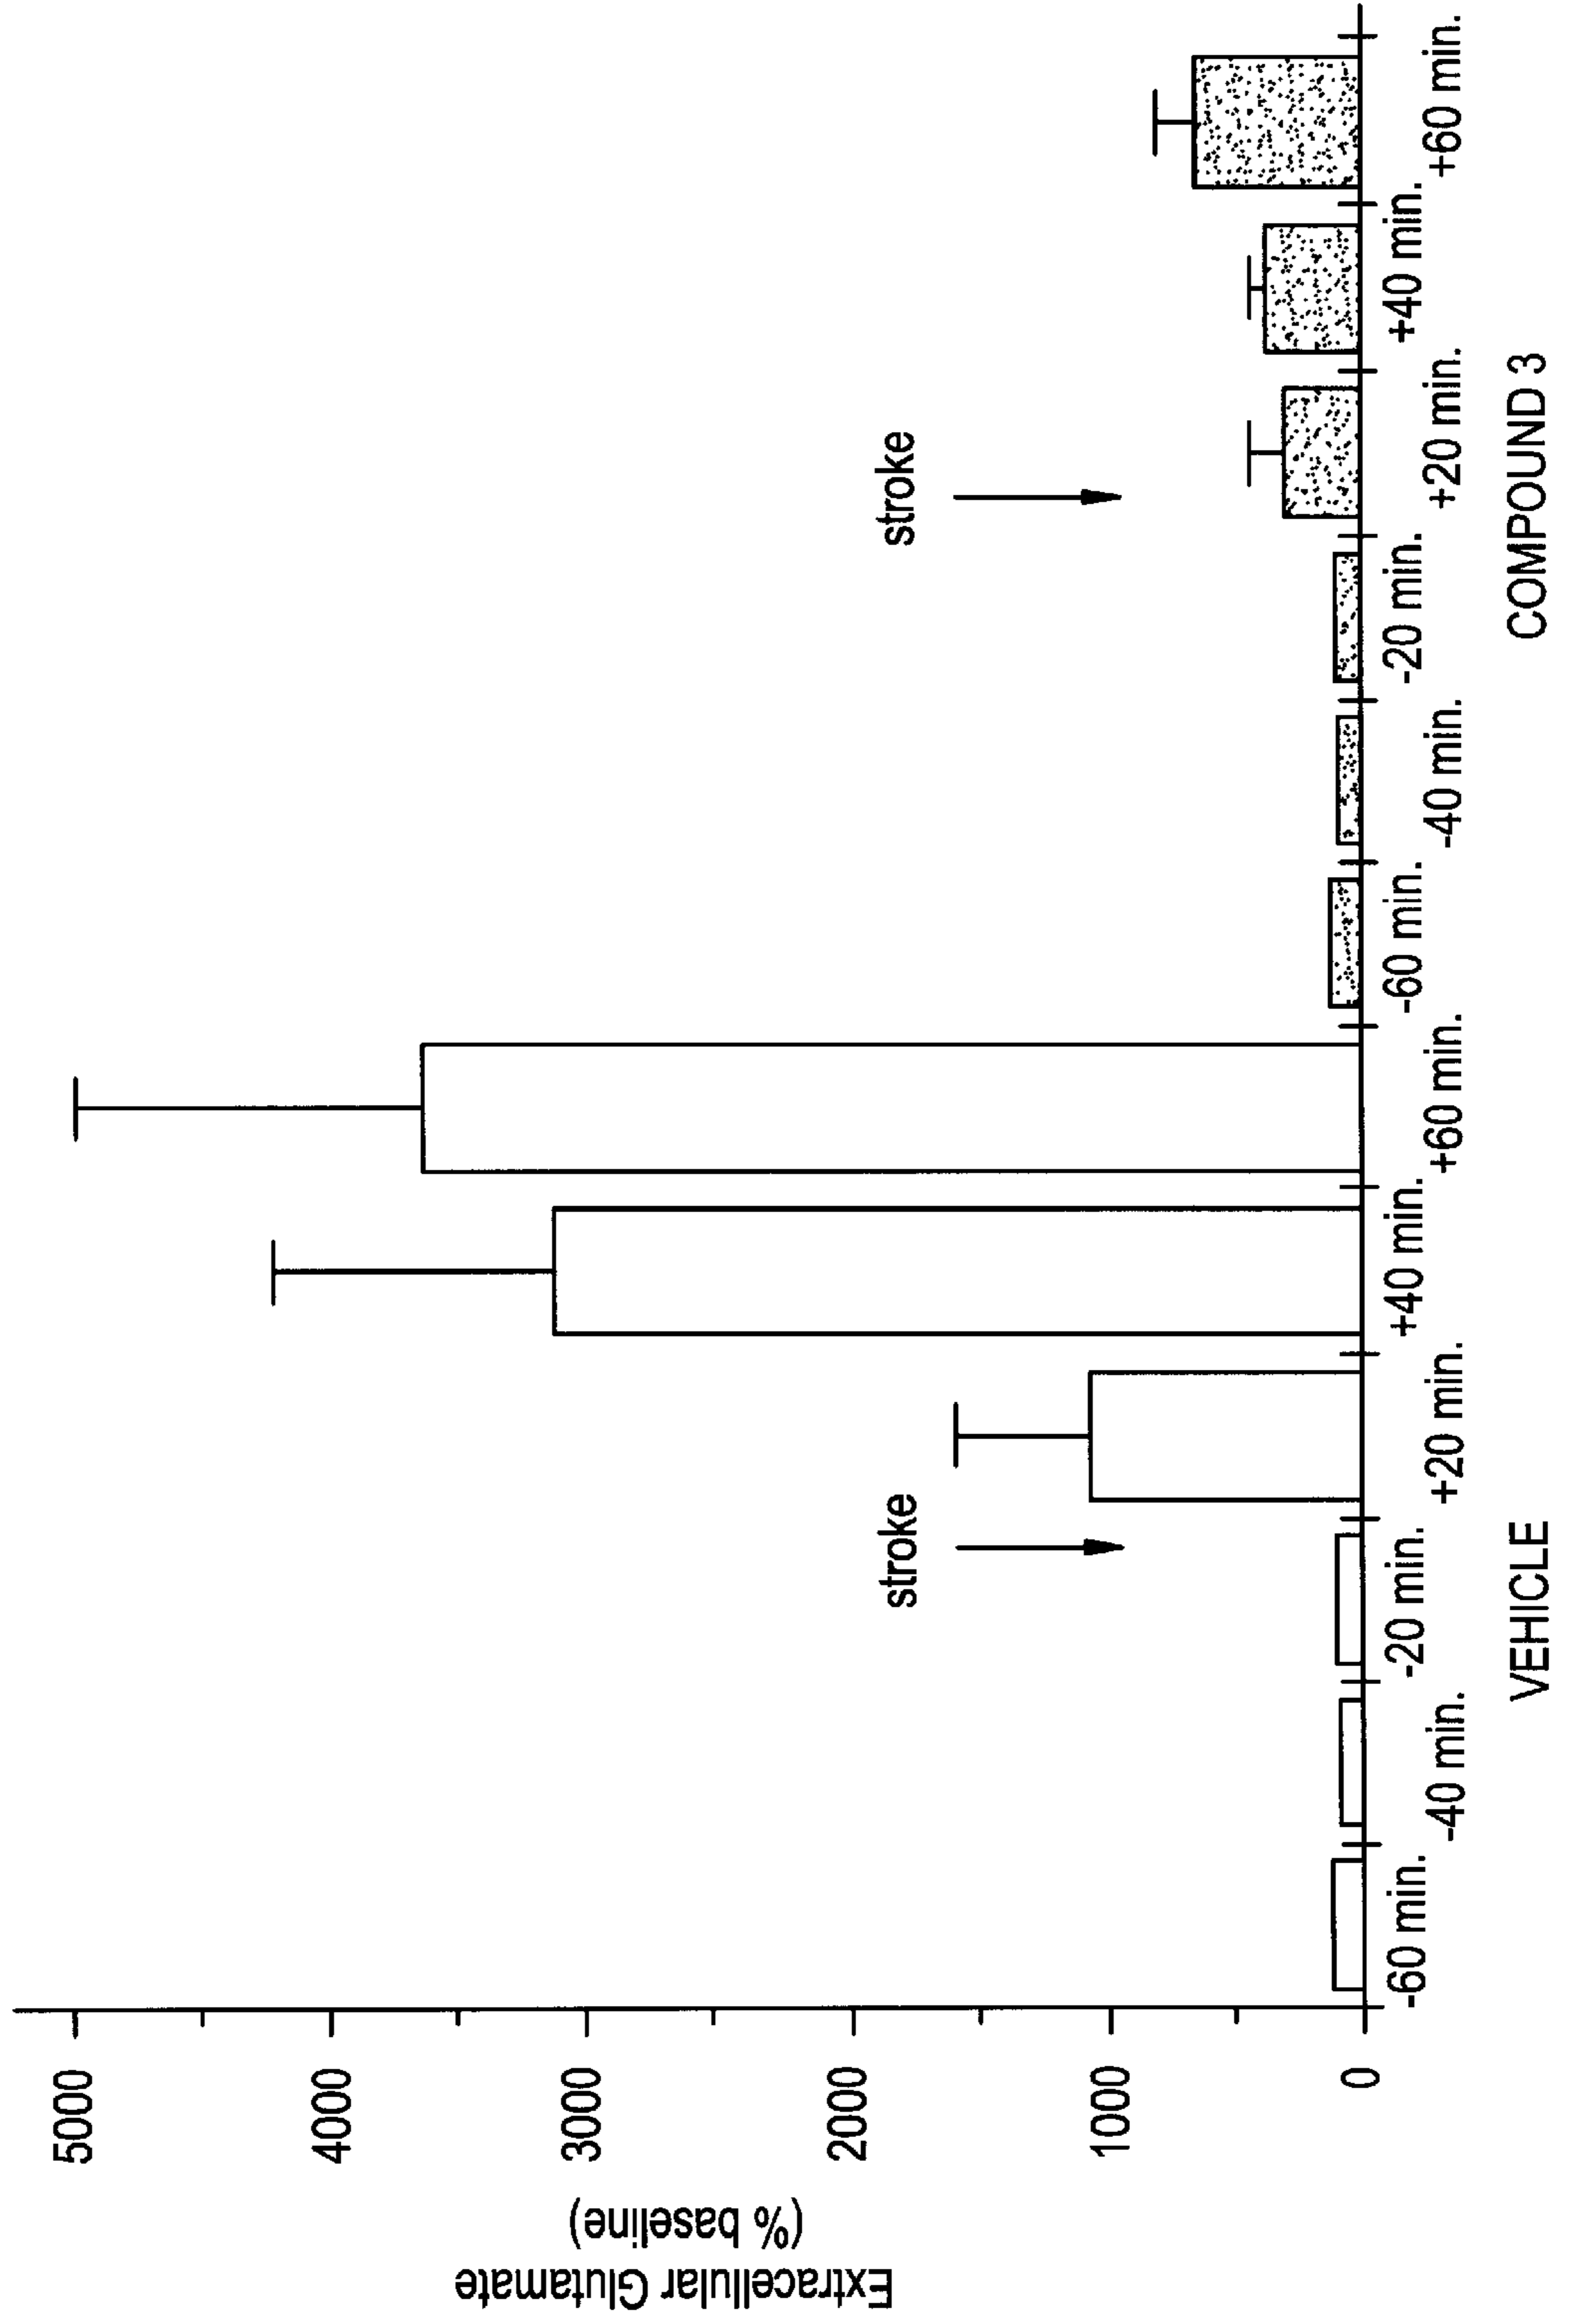 Extracellular Glutamate
(% baseline)
5000
4000
3000
2000
1000
0
stroke
stroke
-60 min.
-40 min.
-20 min.
+20 min.
+40 min.
+60 min.
-60 min.
-40 min.
-20 min.
+20 min.
+40 min.
+60 min.
VEHICLE
COMPOUND 3